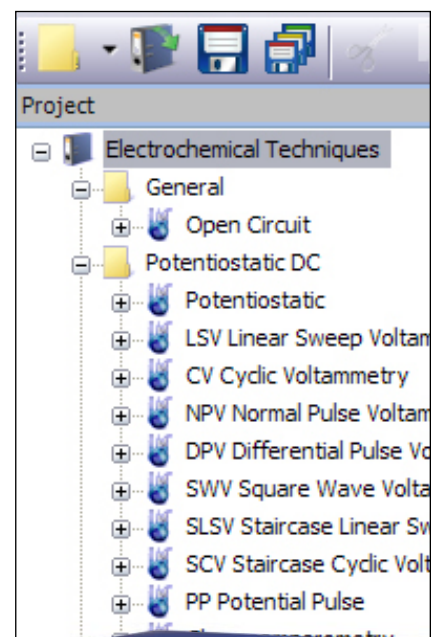 Project
Electrochemical Techniques
General
Open Circuit
Potentiostatic DC
Potentiostatic
LSV Linear Sweep Voltam
CV Cyclic Voltammetry
NPV Normal Pulse Voltam
DPV Differential Pulse Vo
SWV Square Wave Volta
SLSV Staircase Linear Sw
SCV Staircase Cyclic Volt
PP Potential Pulse